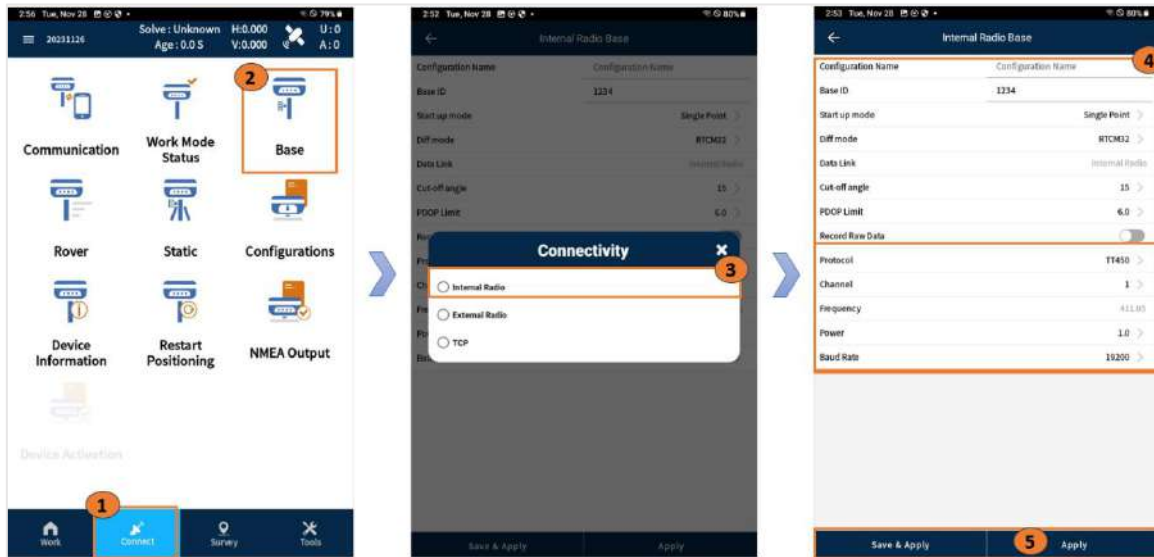 2:56 Tue, Nov 28
79%
20231126
Solve : Unknown
Age : 0.0 S
H:0.000
V:0.000
U : 0
A : 0
2
Communication
Work Mode
Status
Base
Rover
Static
Configurations
Device
Information
Restart
Positioning
NMEA Output
Device Activation
1
Work
Connect
Survey
Tools
2:52 Tue, Nov 28
80%
Internal Radio Base
Configuration Name Configuration Name
Base ID 1234
Start up mode Single Point
Diff mode RTCM32
Data Link Internal Radio
Cut-off angle 15
PDOP Limit 6.0
Connectivity
3
Internal Radio
External Radio
TCP
Save & Apply Apply
2:53 Tue, Nov 28
80%
Internal Radio Base
4
Configuration Name Configuration Name
Base ID 1234
Start up mode Single Point
Diff mode RTCM32
Data Link Internal Radio
Cut-off angle 15
PDOP Limit 6.0
Record Raw Data
Protocol TT450
Channel 1
Frequency
Power 1.0
Baud Rate 19200
Save & Apply 5 Apply